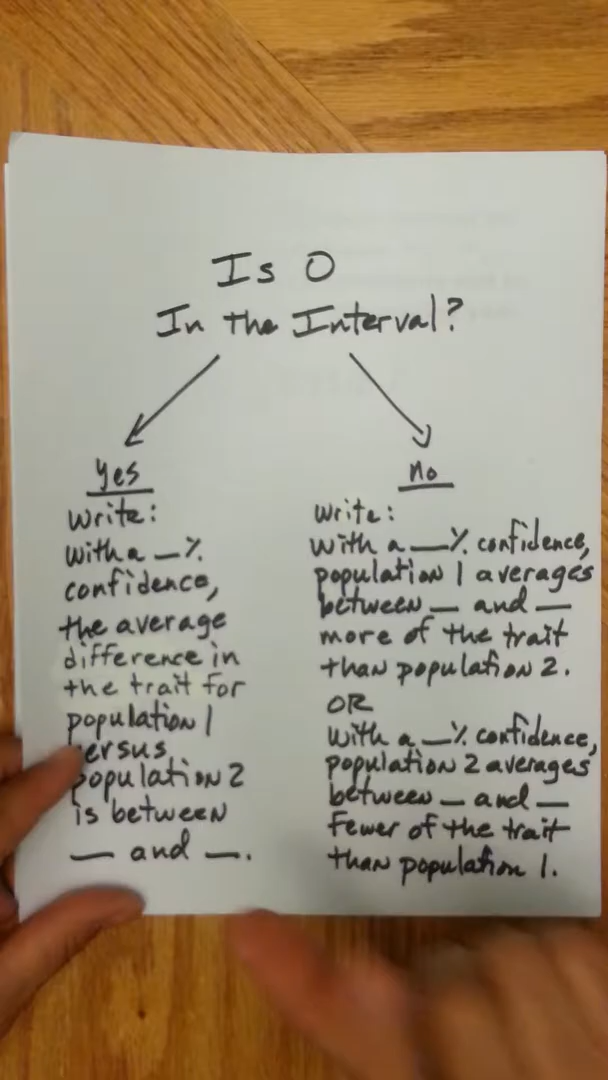 Is 0
In the Interval?
Yes
Write:
With a __%
confidence,
the average
difference in
the trait for
population 1
versus
population 2
is between
__ and __.
No
Write:
With a __% confidence,
population 1 averages
between __ and __
more of the trait
than population 2.
OR
With a __% confidence,
population 2 averages
between __ and __
fewer of the trait
than population 1.